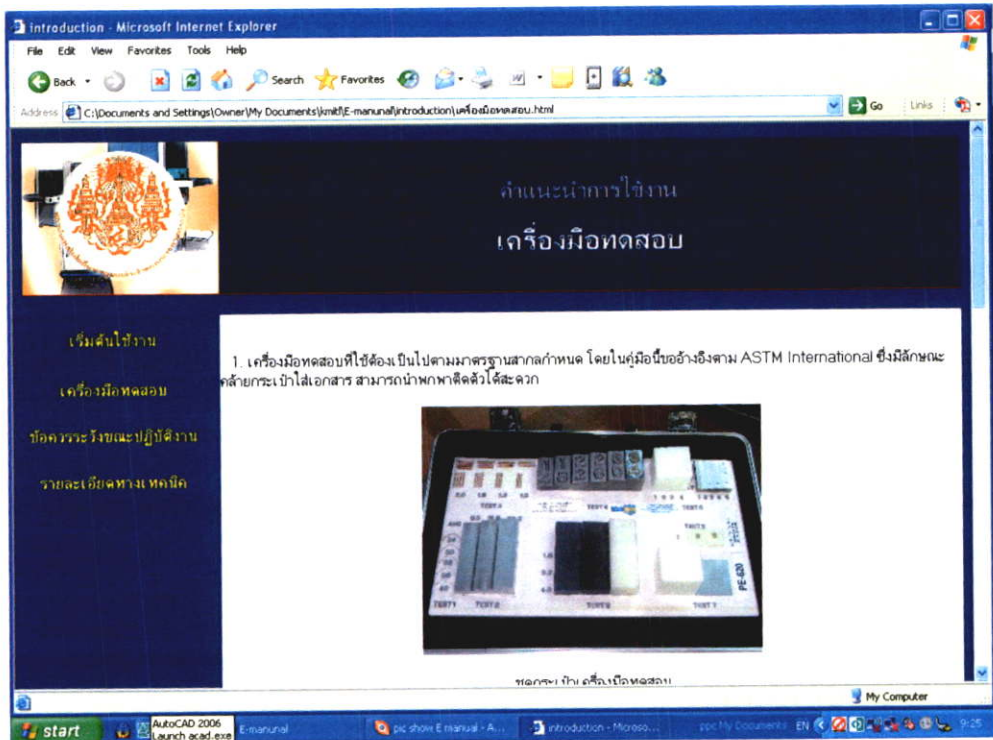 introduction - Microsoft Internet Explorer
File Edit View Favorites Tools Help
Back Search Favorites
Address C:\Documents and Settings\Owner\My Documents\kmitl\E-manunal\introduction\เครื่องมือทดสอบ.html Go Links
คำแนะนำการใช้งาน
เครื่องมือทดสอบ
เริ่มต้นใช้งาน
เครื่องมือทดสอบ
ข้อควรระวังขณะปฏิบัติงาน
รายละเอียดทางเทคนิค
1. เครื่องมือทดสอบที่ใช้ต้องเป็นไปตามมาตรฐานสากลกำหนด โดยในคู่มือนี้ขออ้างอิงตาม ASTM International ซึ่งมีลักษณะ
คล้ายกระเป๋าใส่เอกสาร สามารถนำพกพาติดตัวได้สะดวก
TEST 5
PE-620
TEST1 TEST2 TEST 7
ชุดกระเป๋าเครื่องมือทดสอบ
My Computer
start AutoCAD 2006 E-manunal pic show E manual - A... introduction - Microso... ppc My Documents EN 9:25
Launch acad.exe